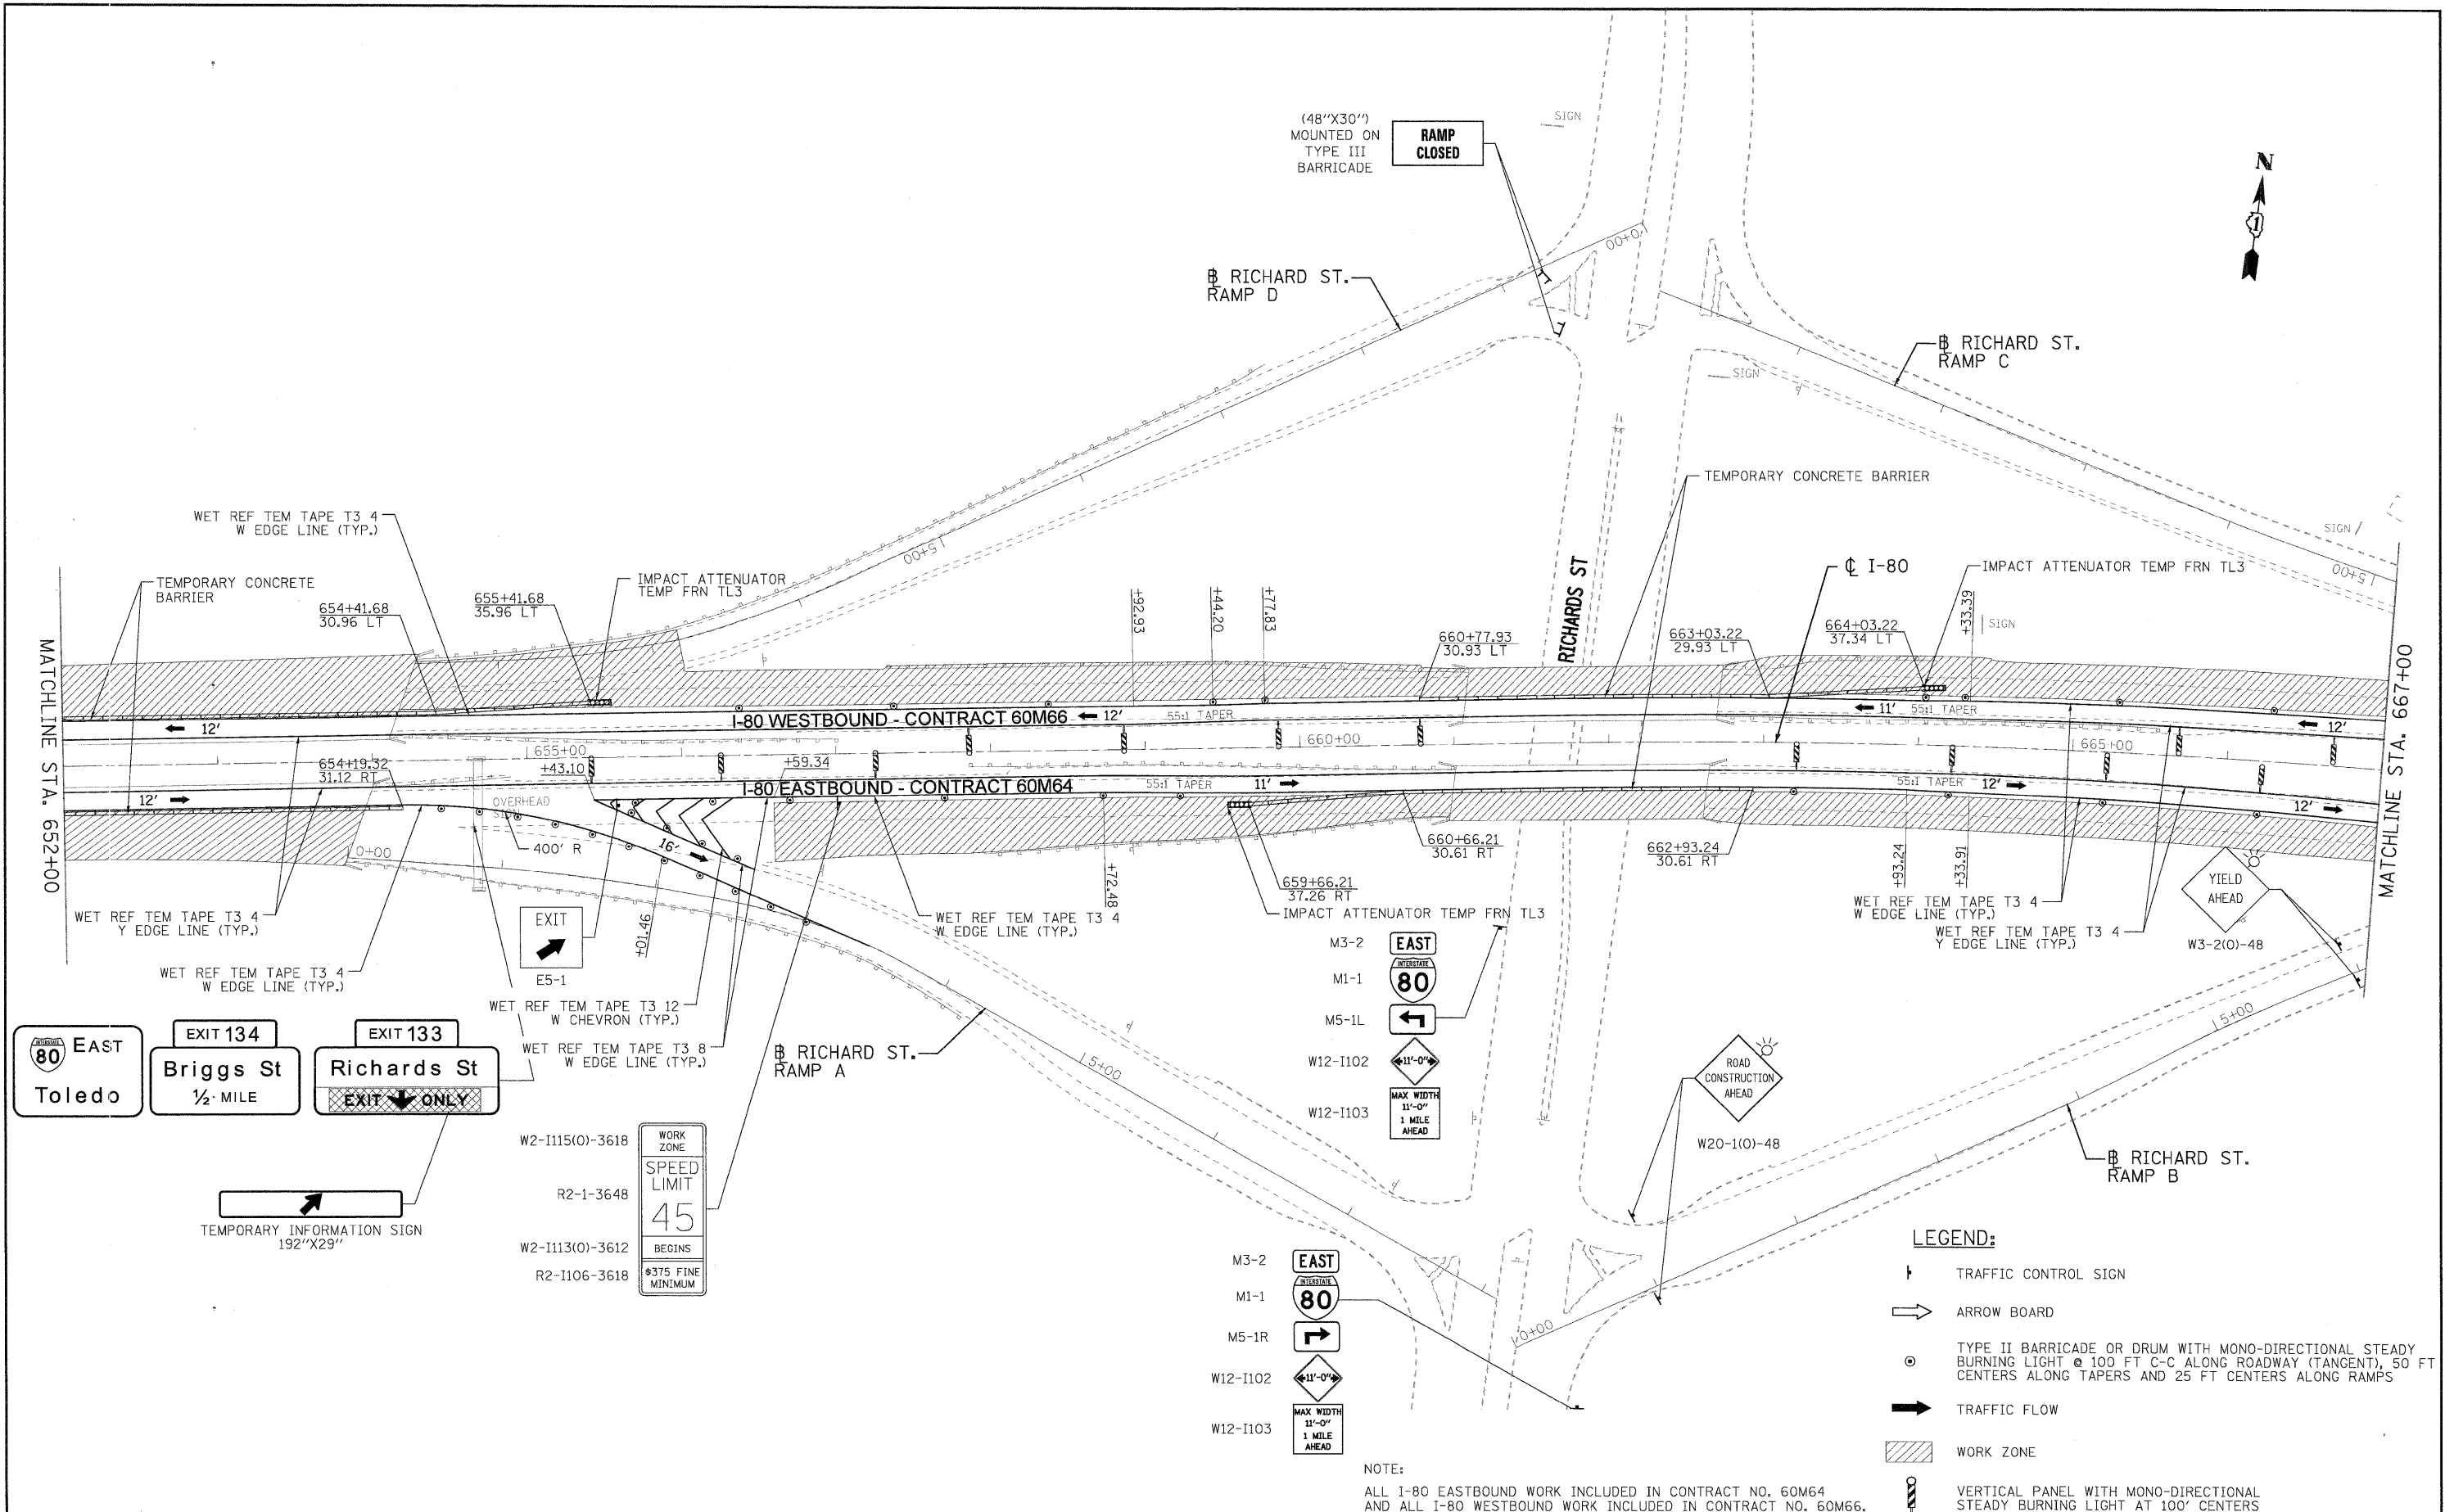 (48"X30")
MOUNTED ON
TYPE III
BARRICADE
RAMP
CLOSED
SIGN
N
1
10+00
℄ RICHARD ST.
RAMP D
℄ RICHARD ST.
RAMP C
SIGN
TEMPORARY CONCRETE BARRIER
WET REF TEM TAPE T3 4
W EDGE LINE (TYP.)
SIGN
15+00
15+00
TEMPORARY CONCRETE
BARRIER
IMPACT ATTENUATOR
TEMP FRN TL3
654+41.68
30.96 LT
655+41.68
35.96 LT
+92.93
+44.20
+77.83
660+77.93
30.93 LT
RICHARDS ST
663+03.22
29.93 LT
℄ I-80
664+03.22
37.34 LT
IMPACT ATTENUATOR TEMP FRN TL3
+33.39
SIGN
MATCHLINE STA. 652+00
MATCHLINE STA. 667+00
12'
I-80 WESTBOUND - CONTRACT 60M66
12'
55:1 TAPER
11'
55:1 TAPER
12'
655+00
660+00
665+00
654+19.32
31.12 RT
+43.10
+59.34
12'
I-80 EASTBOUND - CONTRACT 60M64
11'
55:1 TAPER
55:1 TAPER
12'
12'
OVERHEAD
SIGN
400' R
16'
10+00
660+66.21
30.61 RT
662+93.24
30.61 RT
659+66.21
37.26 RT
IMPACT ATTENUATOR TEMP FRN TL3
+72.48
+93.24
+33.91
+01.46
YIELD
AHEAD
W3-2(O)-48
WET REF TEM TAPE T3 4
Y EDGE LINE (TYP.)
WET REF TEM TAPE T3 4
W EDGE LINE (TYP.)
EXIT
E5-1
WET REF TEM TAPE T3 4
W EDGE LINE (TYP.)
WET REF TEM TAPE T3 4
W EDGE LINE (TYP.)
WET REF TEM TAPE T3 4
Y EDGE LINE (TYP.)
WET REF TEM TAPE T3 12
W CHEVRON (TYP.)
WET REF TEM TAPE T3 8
W EDGE LINE (TYP.)
INTERSTATE
80 EAST
Toledo
EXIT 134
Briggs St
1/2 - MILE
EXIT 133
Richards St
EXIT ONLY
TEMPORARY INFORMATION SIGN
192"X29"
℄ RICHARD ST.
RAMP A
15+00
M3-2 EAST
M1-1 INTERSTATE 80
M5-1L
W12-I102 11'-0"
W12-I103 MAX WIDTH
11'-0"
1 MILE
AHEAD
ROAD
CONSTRUCTION
AHEAD
W20-1(O)-48
15+00
℄ RICHARD ST.
RAMP B
W2-I115(O)-3618 WORK
ZONE
R2-1-3648 SPEED
LIMIT
45
W2-I113(O)-3612 BEGINS
R2-I106-3618 $375 FINE
MINIMUM
M3-2 EAST
M1-1 INTERSTATE 80
M5-1R
W12-I102 11'-0"
W12-I103 MAX WIDTH
11'-0"
1 MILE
AHEAD
10+00
LEGEND:
TRAFFIC CONTROL SIGN
ARROW BOARD
TYPE II BARRICADE OR DRUM WITH MONO-DIRECTIONAL STEADY
BURNING LIGHT @ 100 FT C-C ALONG ROADWAY (TANGENT), 50 FT
CENTERS ALONG TAPERS AND 25 FT CENTERS ALONG RAMPS
TRAFFIC FLOW
WORK ZONE
VERTICAL PANEL WITH MONO-DIRECTIONAL
STEADY BURNING LIGHT AT 100' CENTERS
NOTE:
ALL I-80 EASTBOUND WORK INCLUDED IN CONTRACT NO. 60M64
AND ALL I-80 WESTBOUND WORK INCLUDED IN CONTRACT NO. 60M66.